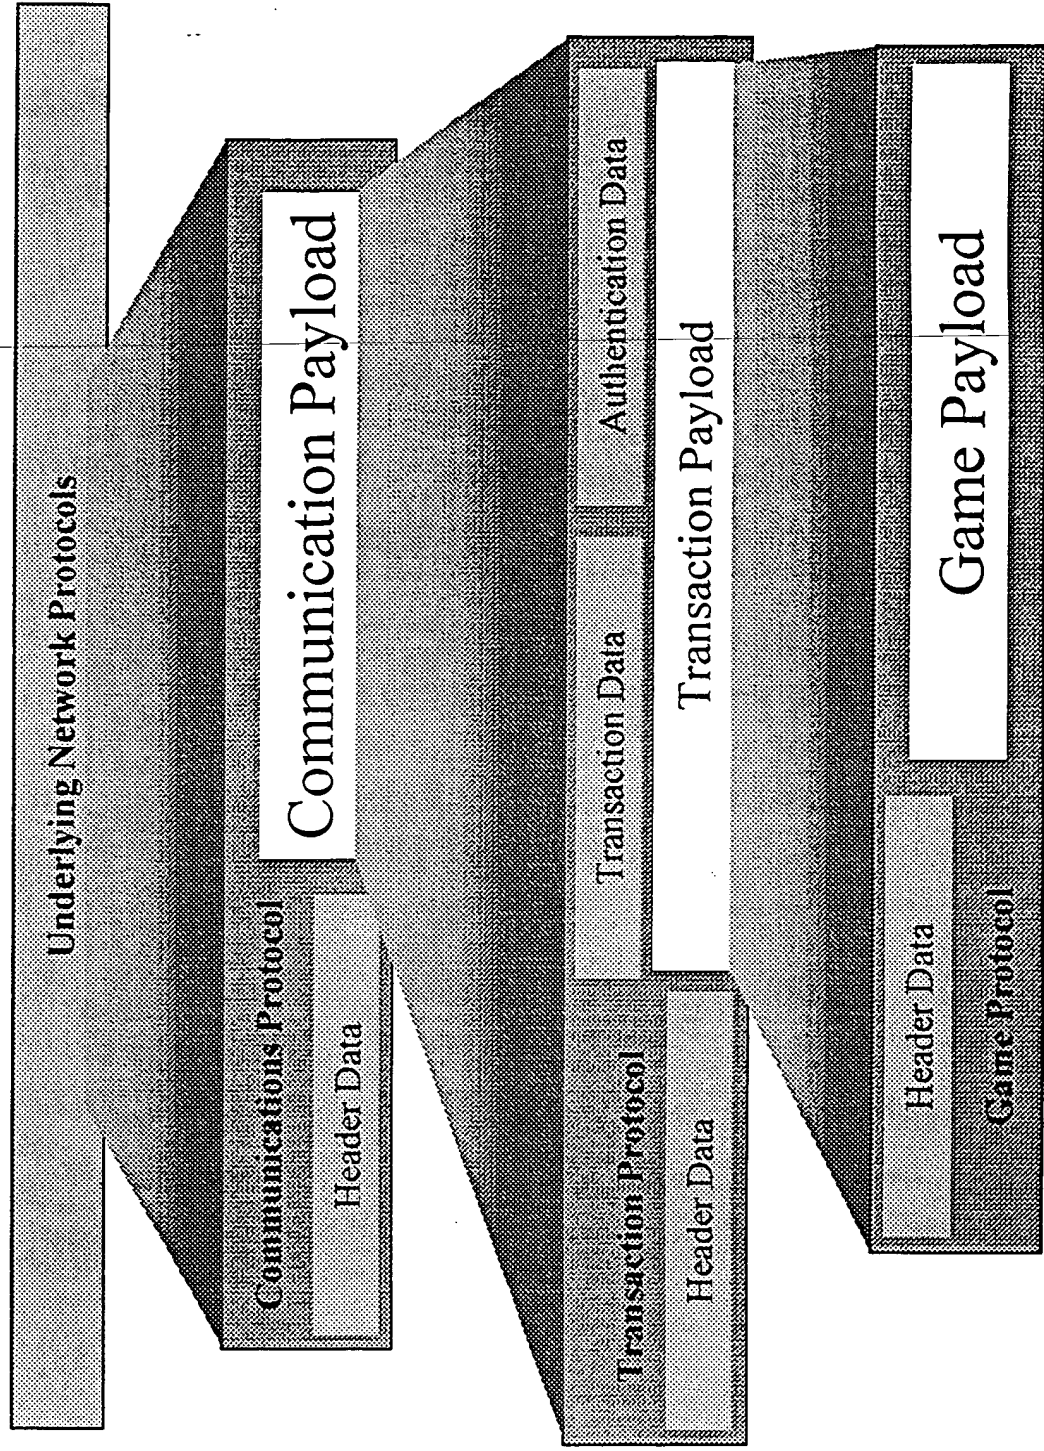 Underlying Network Protocols
Communications Protocol
Header Data
Communication Payload
Transaction Protocol
Header Data
Transaction Data
Authentication Data
Transaction Payload
Header Data
Game Protocol
Game Payload